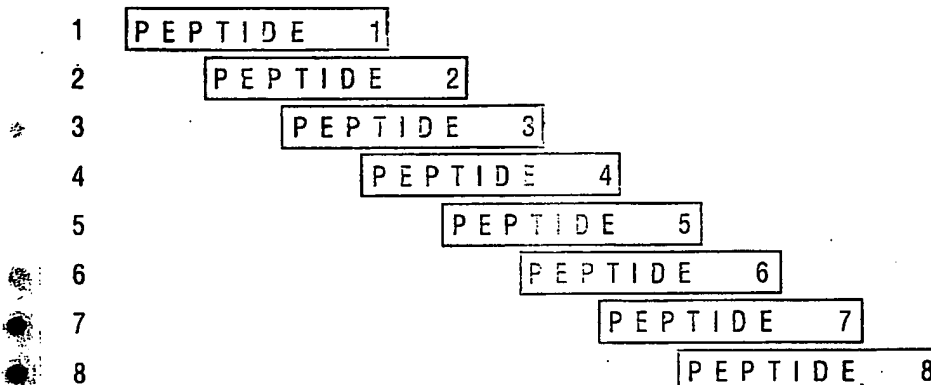 1 PEPTIDE 1
2 PEPTIDE 2
3 PEPTIDE 3
4 PEPTIDE 4
5 PEPTIDE 5
6 PEPTIDE 6
7 PEPTIDE 7
8 PEPTIDE 8